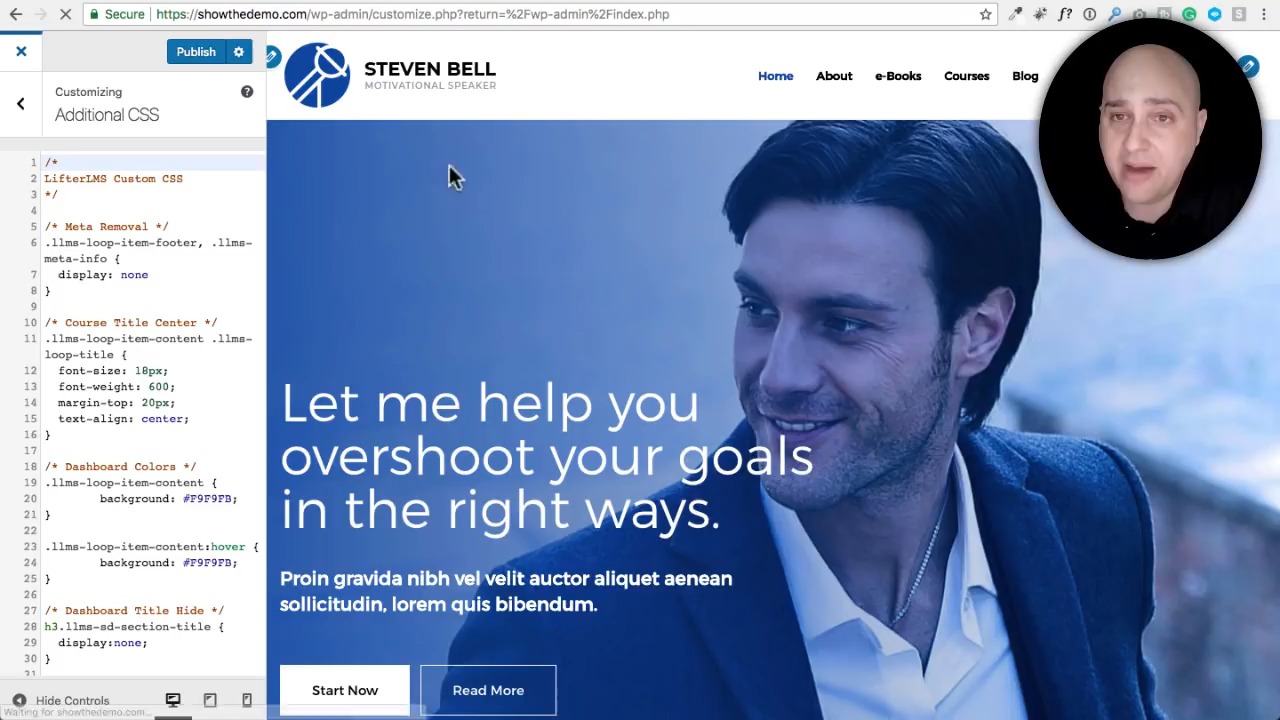 Secure
https://showthedemo.com/wp-admin/customize.php?return=%2Fwp-admin%2Findex.php
f?
S
Publish
Customizing
Additional CSS
?
STEVEN BELL
MOTIVATIONAL SPEAKER
Home
About
e-Books
Courses
Blog
1 /*
2 LifterLMS Custom CSS
3 */
4
5 /* Meta Removal */
6 .llms-loop-item-footer, .llms-
meta-info {
7 display: none
8 }
9
10 /* Course Title Center */
11 .llms-loop-item-content .llms-
loop-title {
12 font-size: 18px;
13 font-weight: 600;
14 margin-top: 20px;
15 text-align: center;
16 }
17
18 /* Dashboard Colors */
19 .llms-loop-item-content {
20 background: #F9F9FB;
21 }
22
23 .llms-loop-item-content:hover {
24 background: #F9F9FB;
25 }
26
27 /* Dashboard Title Hide */
28 h3.llms-sd-section-title {
29 display:none;
30 }
31
Let me help you
overshoot your goals
in the right ways.
Proin gravida nibh vel velit auctor aliquet aenean
sollicitudin, lorem quis bibendum.
Start Now
Read More
Hide Controls
Waiting for showthedemo.com...